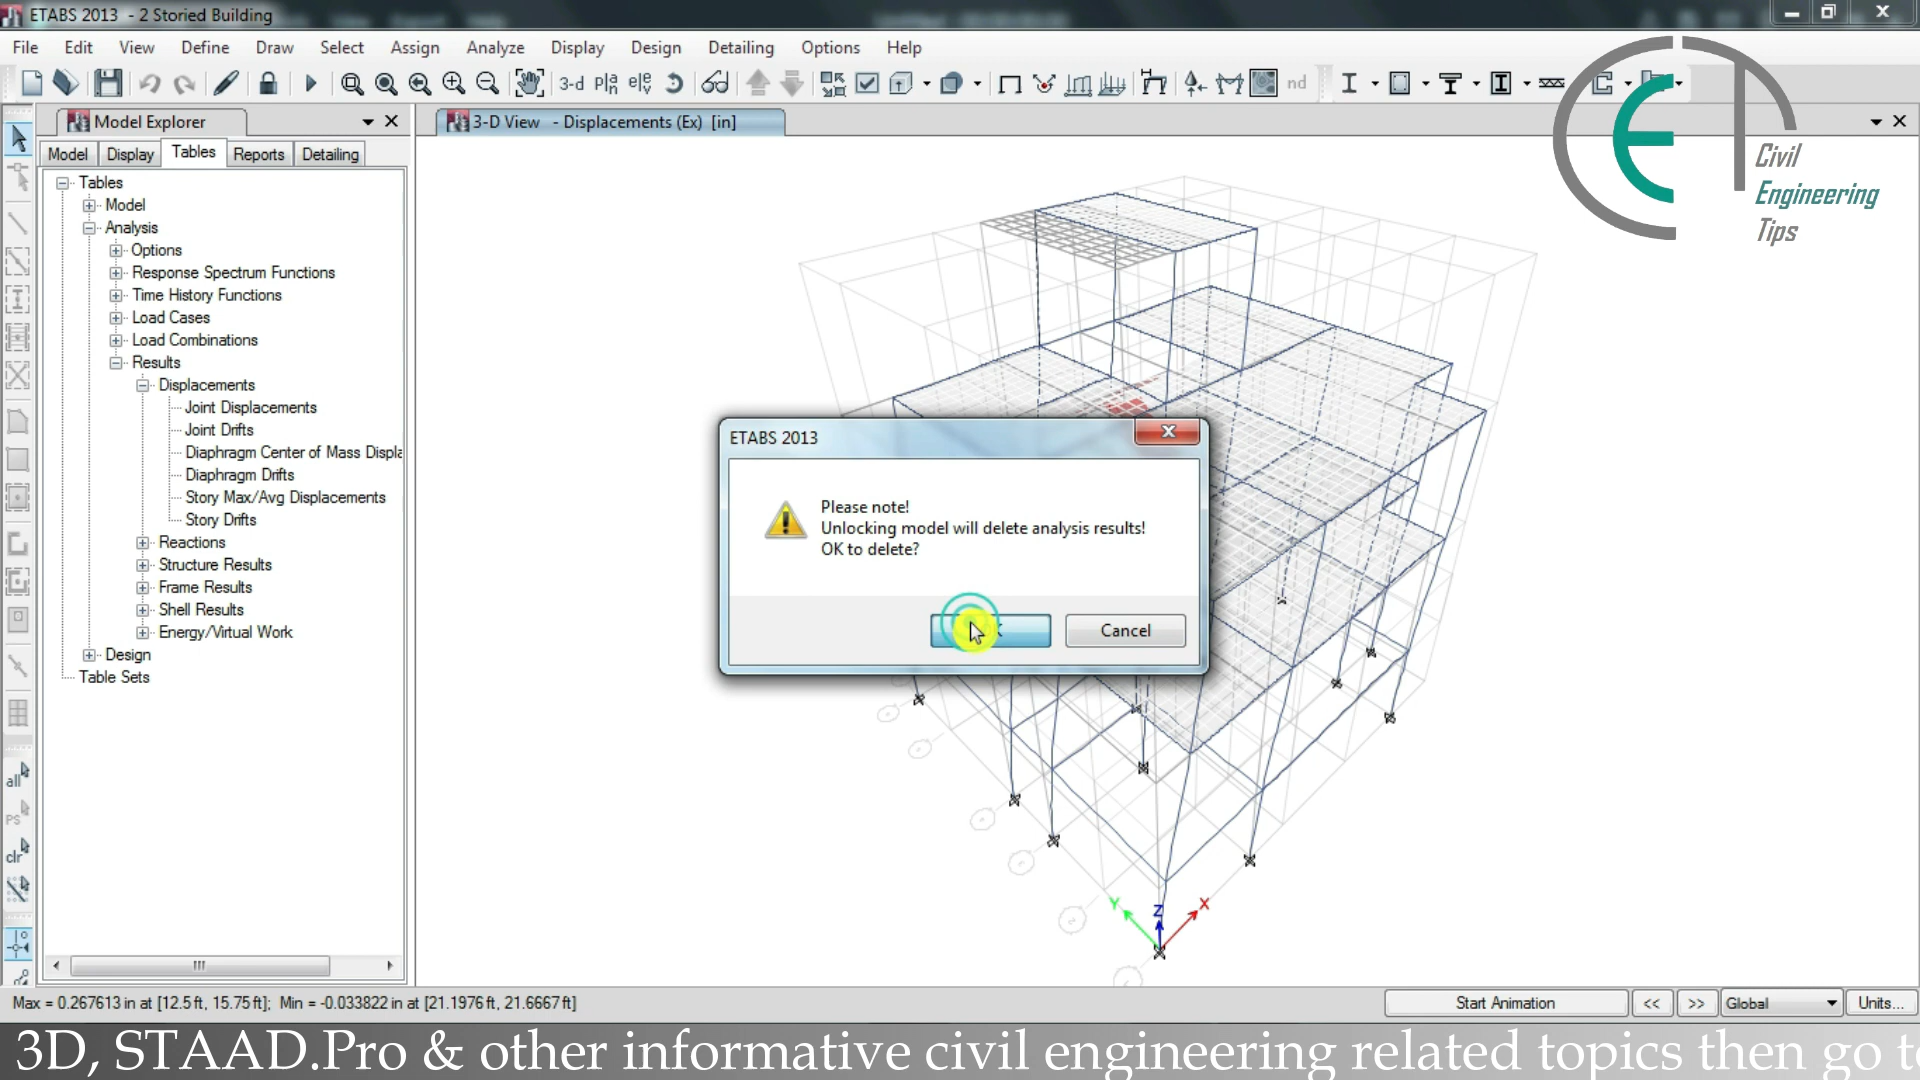 ETABS 2013 - 2 Storied Building
File Edit View Define Draw Select Assign Analyze Display Design Detailing Options Help
3-d
nd
Model Explorer
3-D View - Displacements (Ex) [in]
Model Display Tables Reports Detailing
Tables
Model
Analysis
Options
Response Spectrum Functions
Time History Functions
Load Cases
Load Combinations
Results
Displacements
Joint Displacements
Joint Drifts
Diaphragm Center of Mass Displa
Diaphragm Drifts
Story Max/Avg Displacements
Story Drifts
Reactions
Structure Results
Frame Results
Shell Results
Energy/Virtual Work
Design
Table Sets
all
ps
clr
Civil
Engineering
Tips
ETABS 2013
Please note!
Unlocking model will delete analysis results!
OK to delete?
Cancel
Y Z X
Max = 0.267613 in at [12.5 ft, 15.75 ft]; Min = -0.033822 in at [21.1976 ft, 21.6667 ft]
Start Animation << >> Global Units...
3D, STAAD.Pro & other informative civil engineering related topics then go t